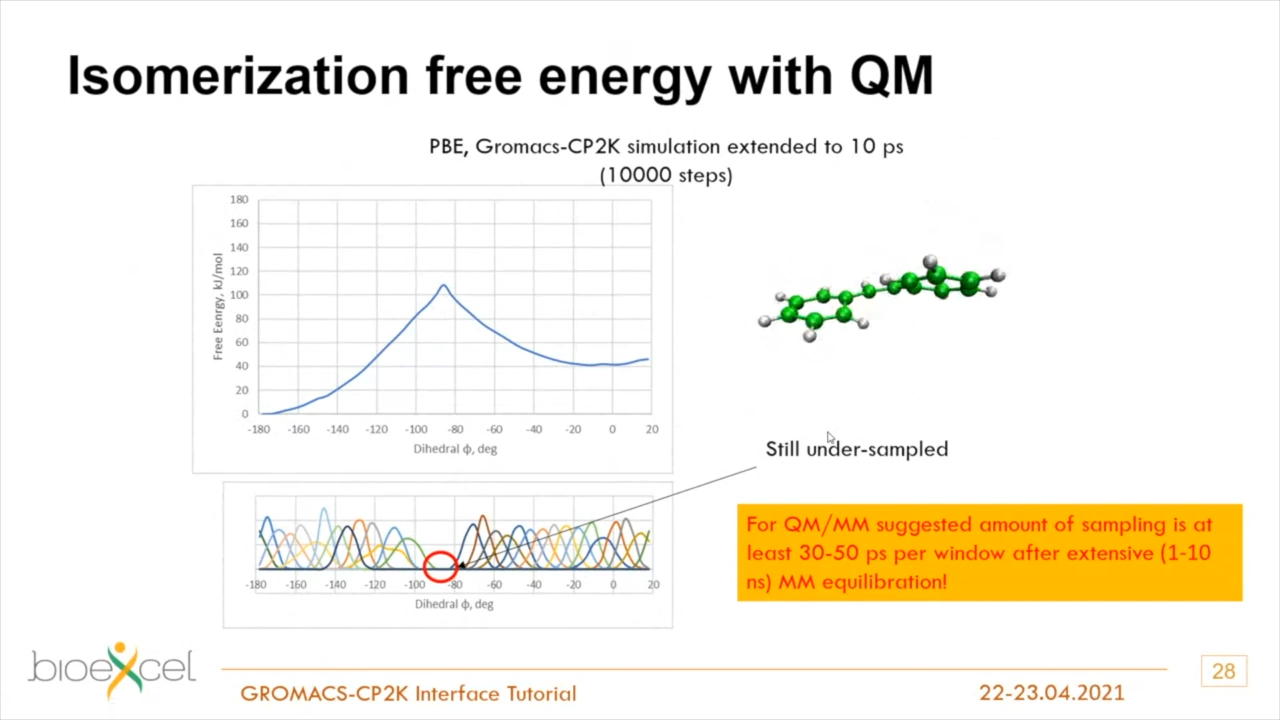 Isomerization free energy with QM
PBE, Gromacs-CP2K simulation extended to 10 ps
(10000 steps)
180
160
140
120
100
80
60
40
20
0
Free Eenrgy, kJ/mol
-180 -160 -140 -120 -100 -80 -60 -40 -20 0 20
Dihedral ϕ, deg
Still under-sampled
-180 -160 -140 -120 -100 -80 -60 -40 -20 0 20
Dihedral ϕ, deg
For QM/MM suggested amount of sampling is at
least 30-50 ps per window after extensive (1-10
ns) MM equilibration!
bioexcel
GROMACS-CP2K Interface Tutorial
22-23.04.2021
28